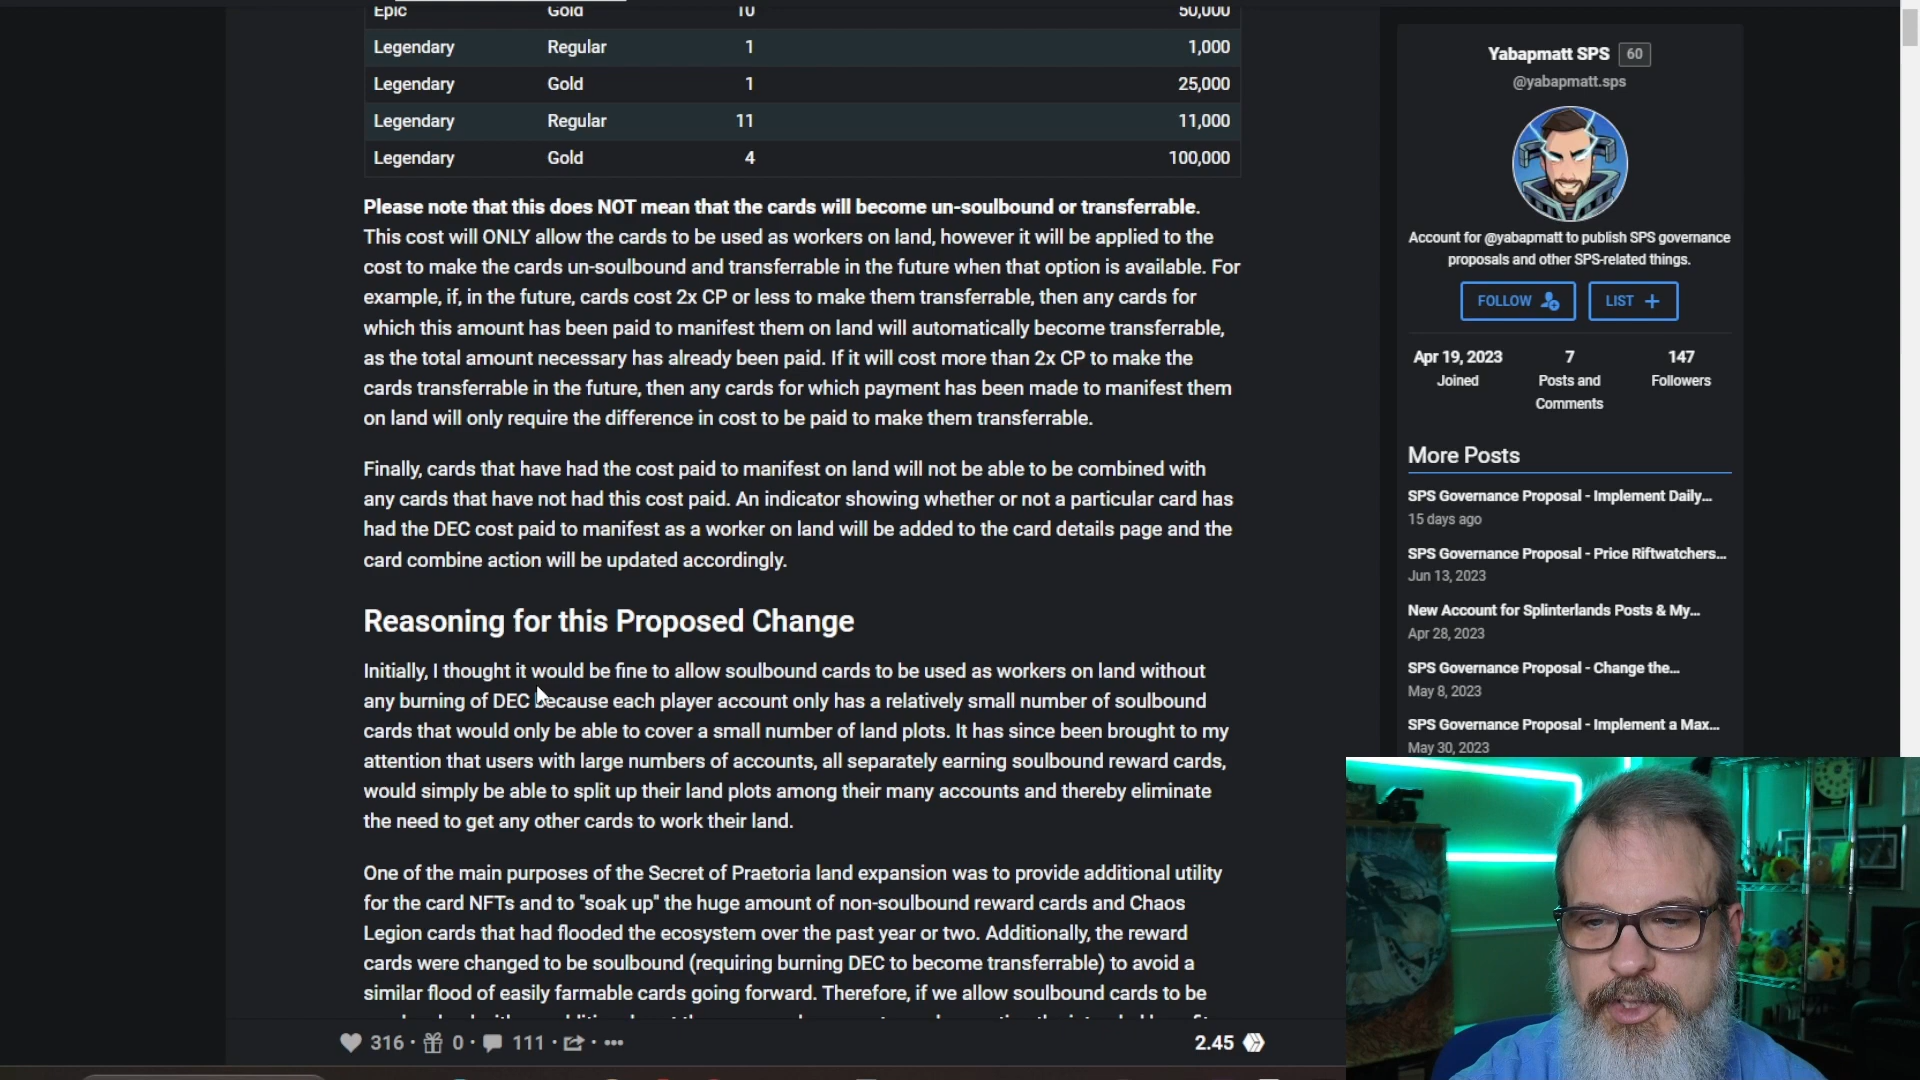 Epic Gold 10 50,000
Legendary Regular 1 1,000
Legendary Gold 1 25,000
Legendary Regular 11 11,000
Legendary Gold 4 100,000
Please note that this does NOT mean that the cards will become un-soulbound or transferrable.
This cost will ONLY allow the cards to be used as workers on land, however it will be applied to the
cost to make the cards un-soulbound and transferrable in the future when that option is available. For
example, if, in the future, cards cost 2x CP or less to make them transferrable, then any cards for
which this amount has been paid to manifest them on land will automatically become transferrable,
as the total amount necessary has already been paid. If it will cost more than 2x CP to make the
cards transferrable in the future, then any cards for which payment has been made to manifest them
on land will only require the difference in cost to be paid to make them transferrable.
Finally, cards that have had the cost paid to manifest on land will not be able to be combined with
any cards that have not had this cost paid. An indicator showing whether or not a particular card has
had the DEC cost paid to manifest as a worker on land will be added to the card details page and the
card combine action will be updated accordingly.
Reasoning for this Proposed Change
Initially, I thought it would be fine to allow soulbound cards to be used as workers on land without
any burning of DEC because each player account only has a relatively small number of soulbound
cards that would only be able to cover a small number of land plots. It has since been brought to my
attention that users with large numbers of accounts, all separately earning soulbound reward cards,
would simply be able to split up their land plots among their many accounts and thereby eliminate
the need to get any other cards to work their land.
One of the main purposes of the Secret of Praetoria land expansion was to provide additional utility
for the card NFTs and to "soak up" the huge amount of non-soulbound reward cards and Chaos
Legion cards that had flooded the ecosystem over the past year or two. Additionally, the reward
cards were changed to be soulbound (requiring burning DEC to become transferrable) to avoid a
similar flood of easily farmable cards going forward. Therefore, if we allow soulbound cards to be
316 · 0 · 111 · · ••• 2.45
Yabapmatt SPS 60
@yabapmatt.sps
Account for @yabapmatt to publish SPS governance
proposals and other SPS-related things.
FOLLOW LIST +
Apr 19, 2023 7 147
Joined Posts and Followers
Comments
More Posts
SPS Governance Proposal - Implement Daily...
15 days ago
SPS Governance Proposal - Price Riftwatchers...
Jun 13, 2023
New Account for Splinterlands Posts & My...
Apr 28, 2023
SPS Governance Proposal - Change the...
May 8, 2023
SPS Governance Proposal - Implement a Max...
May 30, 2023